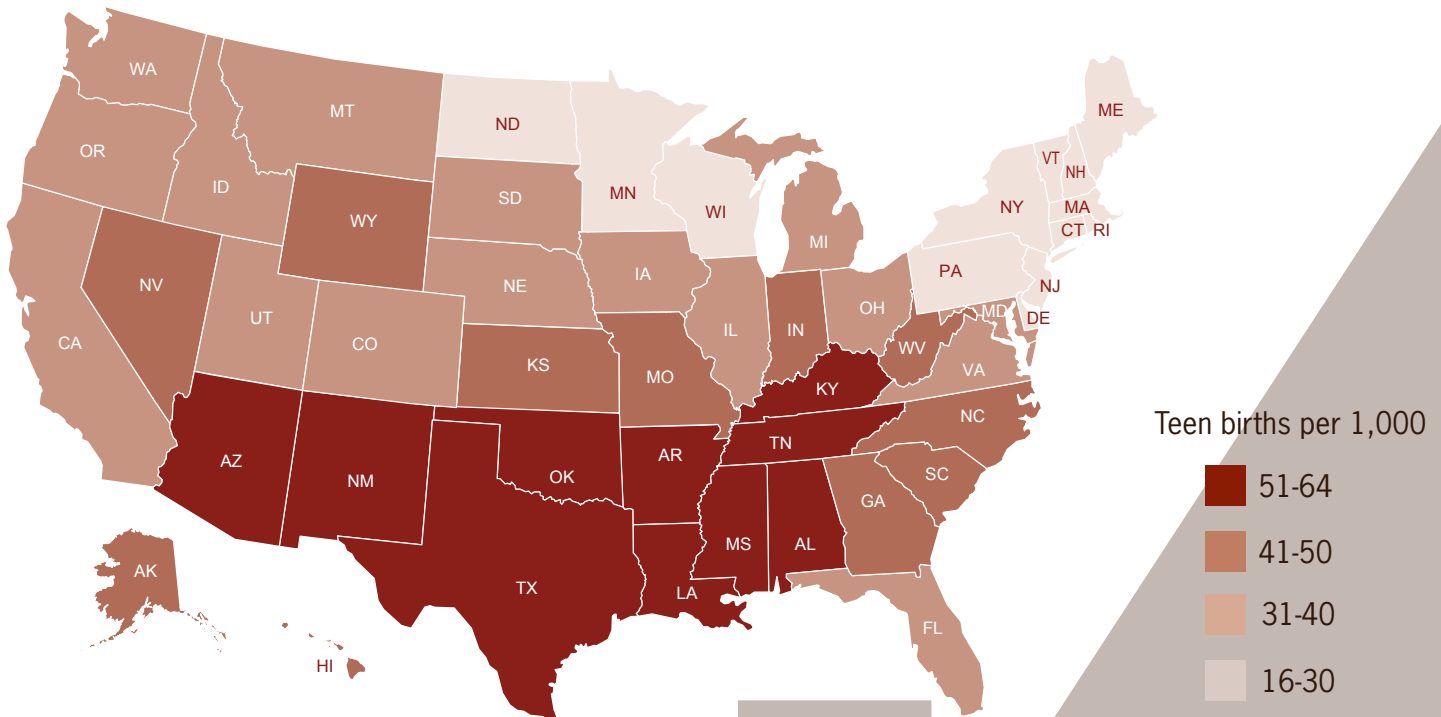 WA
MT
ND
ME
OR
ID
WY
SD
MN
WI
MI
VT
NH
NY
MA
CT
RI
NV
UT
CO
NE
IA
PA
NJ
CA
IL
IN
OH
MD
DE
WV
VA
KS
MO
KY
NC
AZ
NM
OK
AR
TN
SC
GA
MS
AL
TX
LA
AK
FL
HI
Teen births per 1,000
51-64
41-50
31-40
16-30